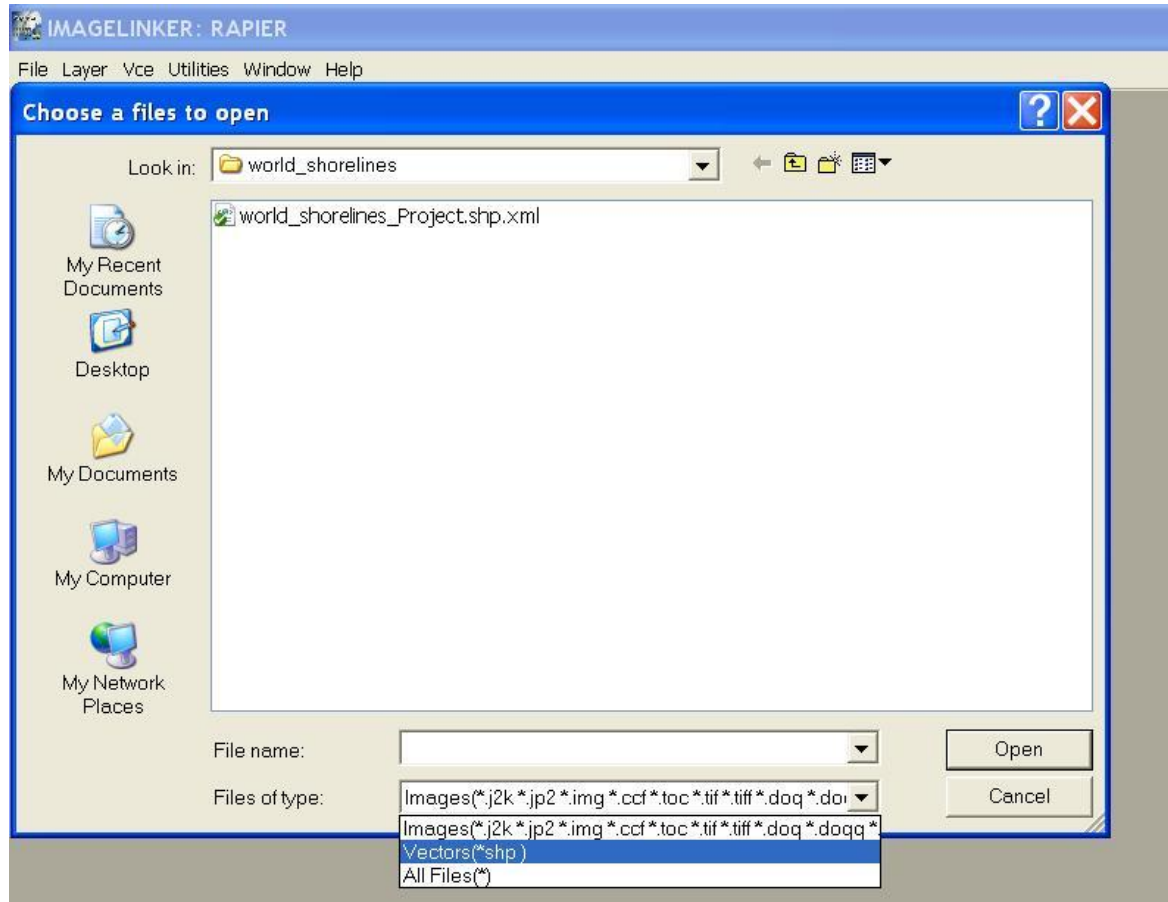 IMAGELINKER: RAPIER
File Layer Vce Utilities Window Help
Choose a files to open
Look in: world_shorelines
world_shorelines_Project.shp.xml
My Recent
Documents
Desktop
My Documents
My Computer
My Network
Places
File name:
Open
Files of type: Images(*.j2k *.jp2 *.img *.ccf *.toc *.tif *.tiff *.doq *.do
Cancel
Images(*.j2k *.jp2 *.img *.ccf *.toc *.tif *.tiff *.doq *.doqq *.
Vectors(*shp )
All Files(*)